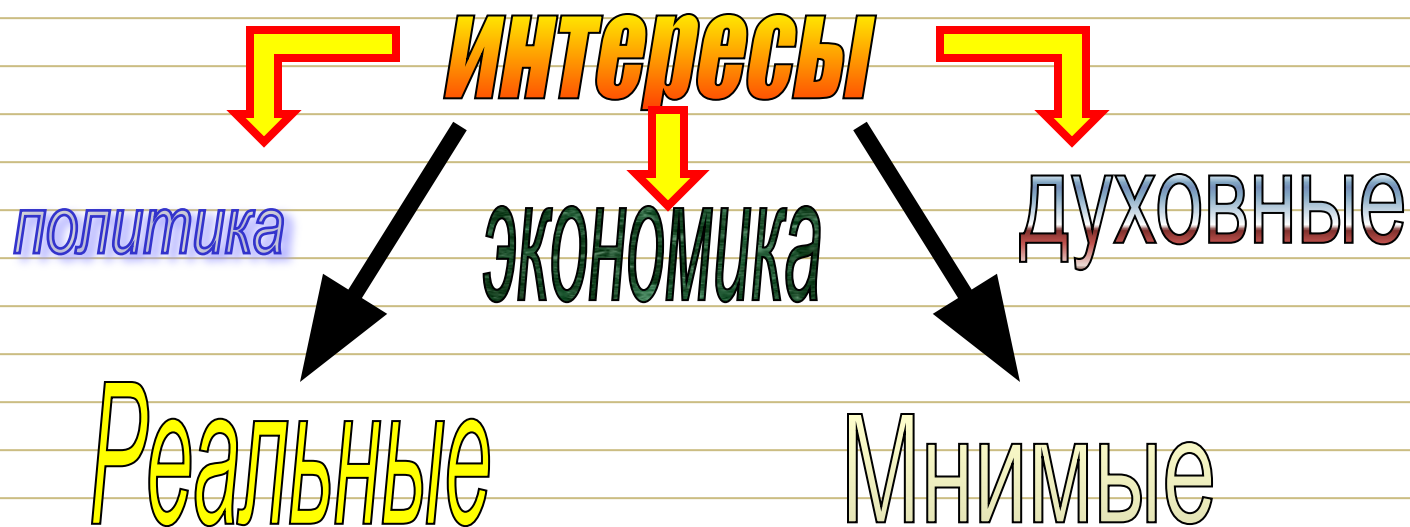 интересы
политика
экономика
духовные
Реальные
Мнимые